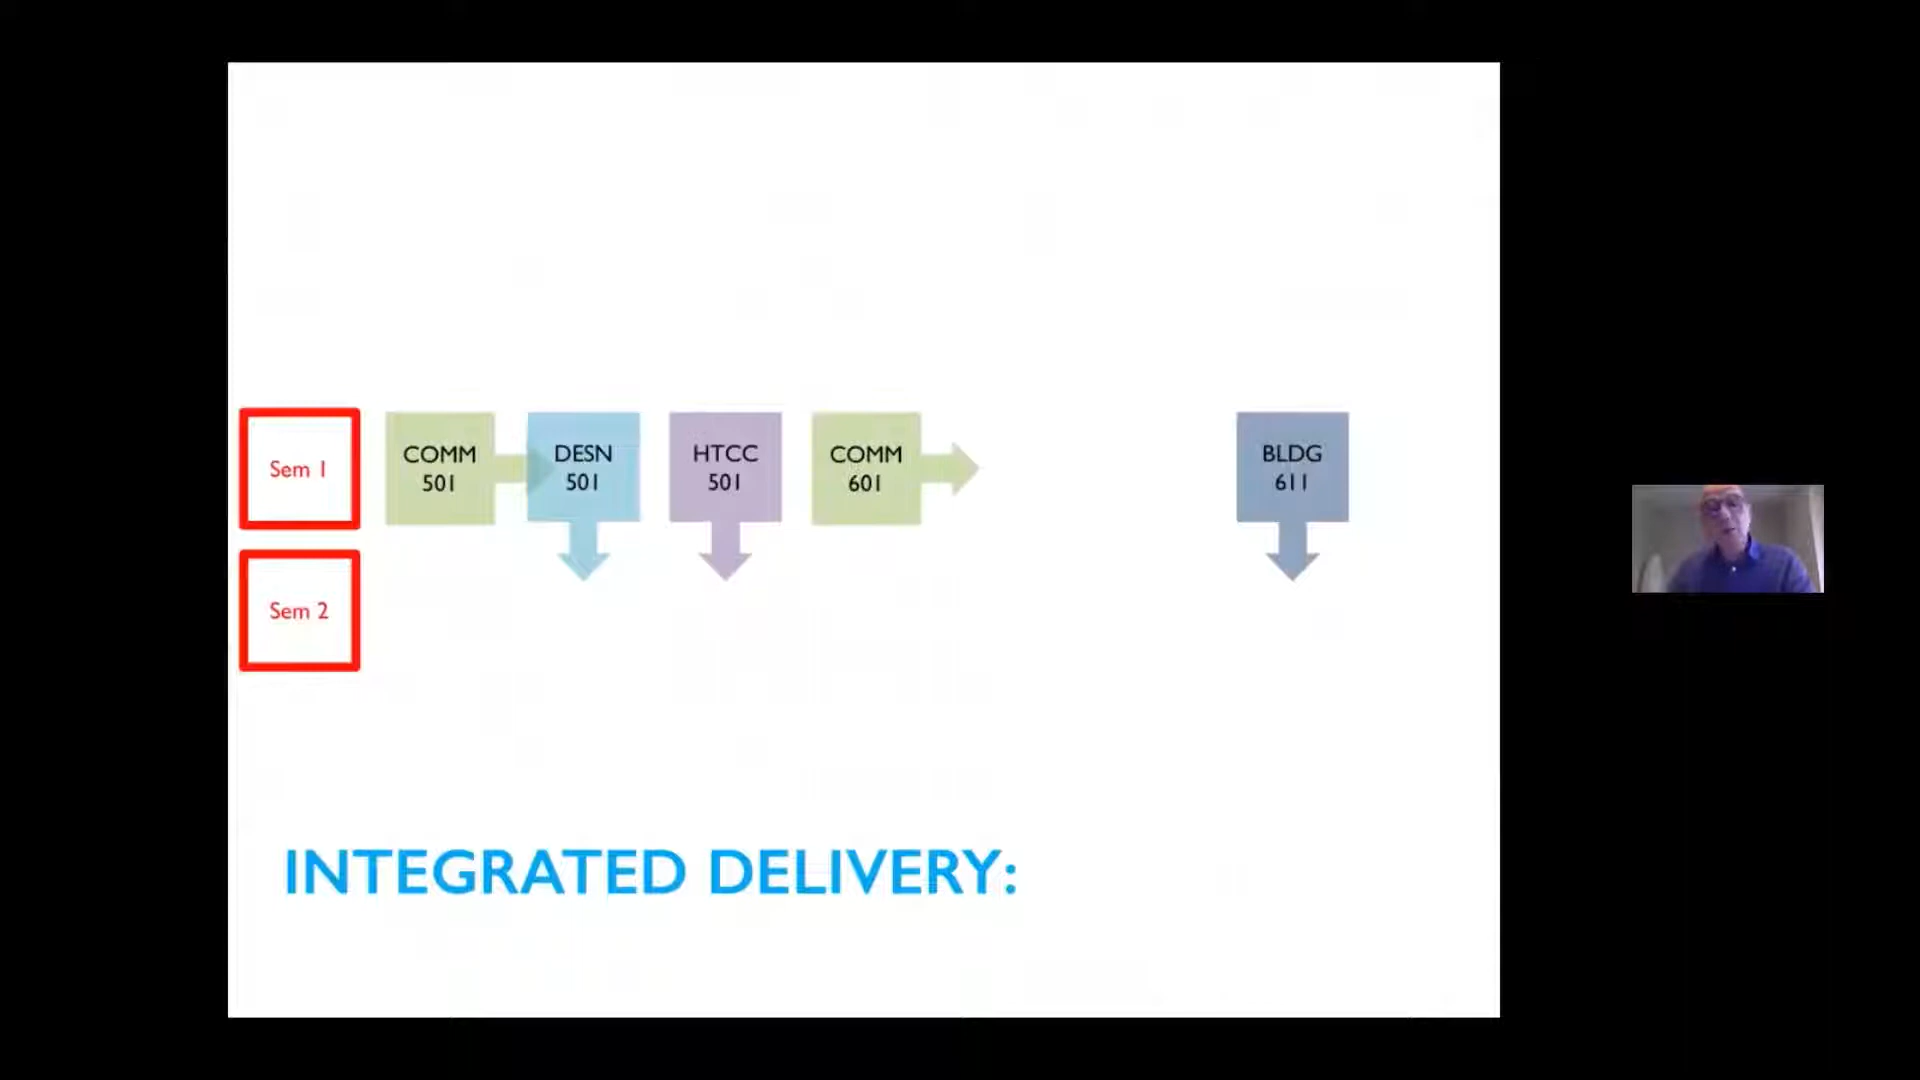 Sem 1
COMM
501
DESN
501
HTCC
501
COMM
601
BLDG
611
Sem 2
INTEGRATED DELIVERY: